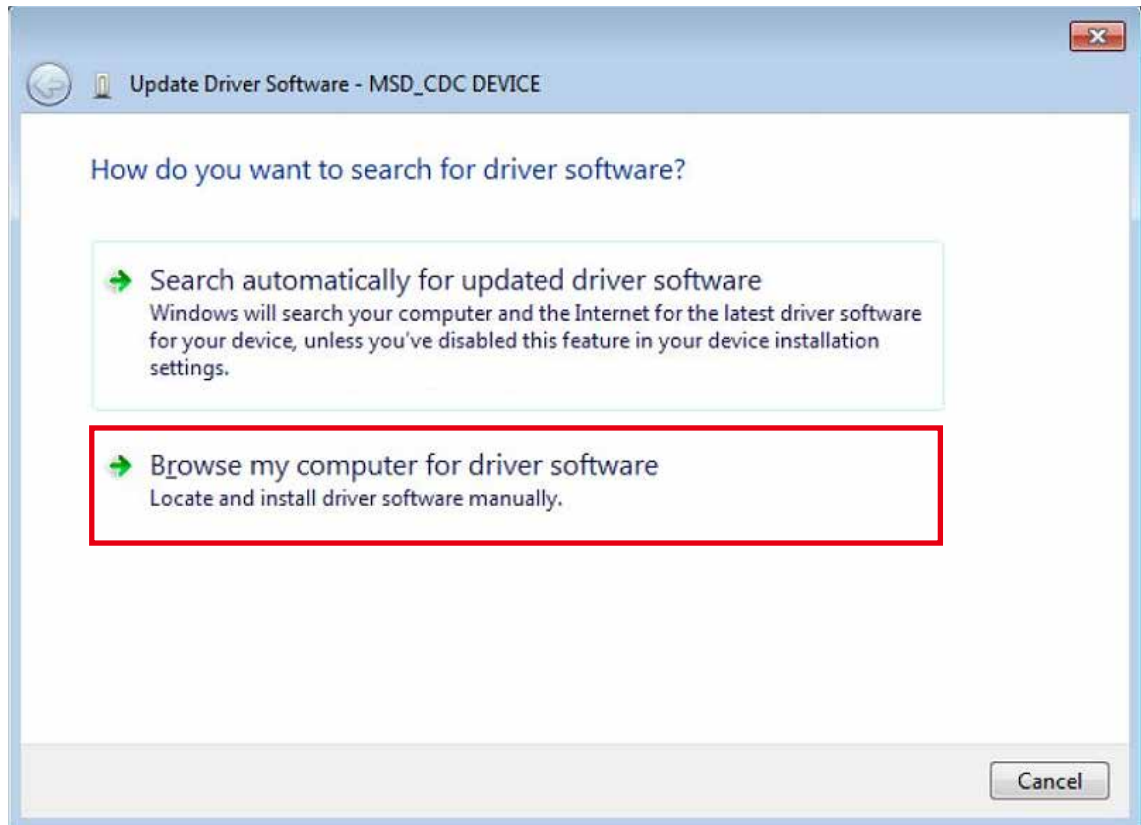 Update Driver Software - MSD_CDC DEVICE
How do you want to search for driver software?
Search automatically for updated driver software
Windows will search your computer and the Internet for the latest driver software
for your device, unless you've disabled this feature in your device installation
settings.
Browse my computer for driver software
Locate and install driver software manually.
Cancel